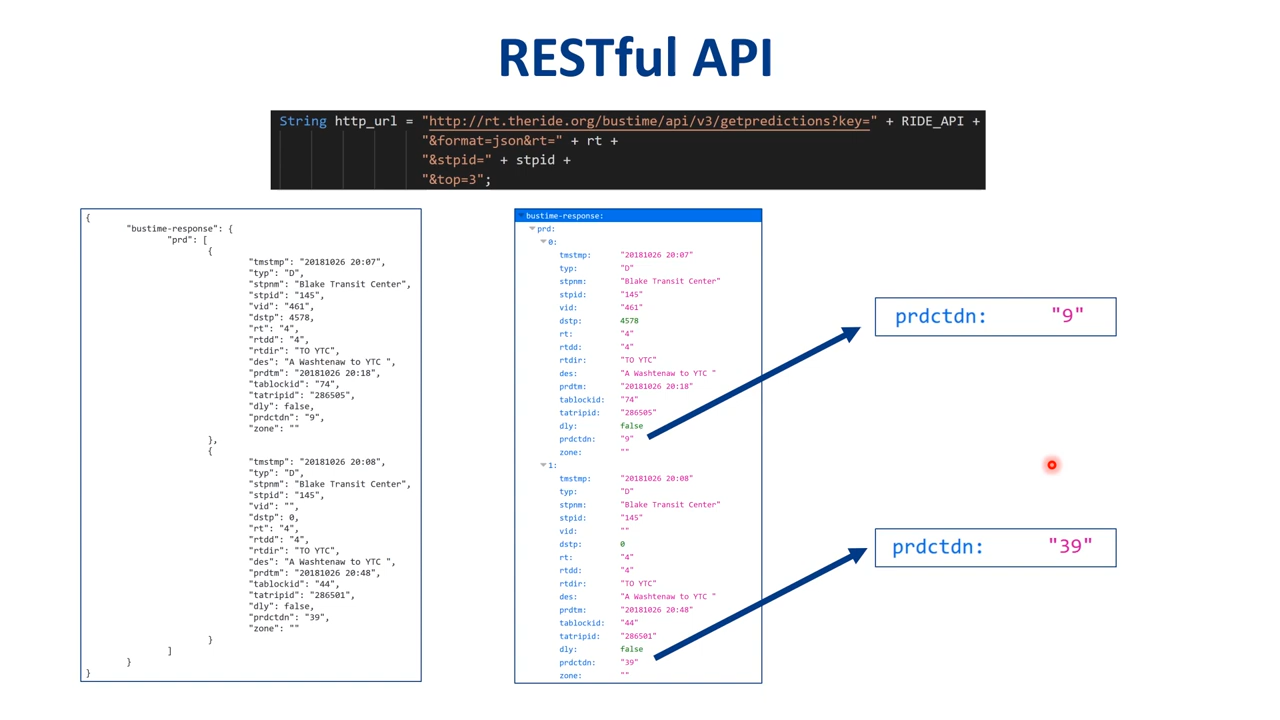 RESTful API
String http_url = "http://rt.theride.org/bustime/api/v3/getpredictions?key=" + RIDE_API +
"&format=json&rt=" + rt +
"&stpid=" + stpid +
"&top=3";
{
"bustime-response": {
"prd": [
{
"tmstmp": "20181026 20:07",
"typ": "D",
"stpnm": "Blake Transit Center",
"stpid": "145",
"vid": "461",
"dstp": 4578,
"rt": "4",
"rtdd": "4",
"rtdir": "TO YTC",
"des": "A Washtenaw to YTC ",
"prdtm": "20181026 20:18",
"tablockid": "74",
"tatripid": "286505",
"dly": false,
"prdctdn": "9",
"zone": ""
},
{
"tmstmp": "20181026 20:08",
"typ": "D",
"stpnm": "Blake Transit Center",
"stpid": "145",
"vid": "",
"dstp": 0,
"rt": "4",
"rtdd": "4",
"rtdir": "TO YTC",
"des": "A Washtenaw to YTC ",
"prdtm": "20181026 20:48",
"tablockid": "44",
"tatripid": "286501",
"dly": false,
"prdctdn": "39",
"zone": ""
}
]
}
}
bustime-response:
prd:
0:
tmstmp: "20181026 20:07"
typ: "D"
stpnm: "Blake Transit Center"
stpid: "145"
vid: "461"
dstp: 4578
rt: "4"
rtdd: "4"
rtdir: "TO YTC"
des: "A Washtenaw to YTC "
prdtm: "20181026 20:18"
tablockid: "74"
tatripid: "286505"
dly: false
prdctdn: "9"
zone: ""
1:
tmstmp: "20181026 20:08"
typ: "D"
stpnm: "Blake Transit Center"
stpid: "145"
vid: ""
dstp: 0
rt: "4"
rtdd: "4"
rtdir: "TO YTC"
des: "A Washtenaw to YTC "
prdtm: "20181026 20:48"
tablockid: "44"
tatripid: "286501"
dly: false
prdctdn: "39"
zone: ""
prdctdn: "9"
prdctdn: "39"